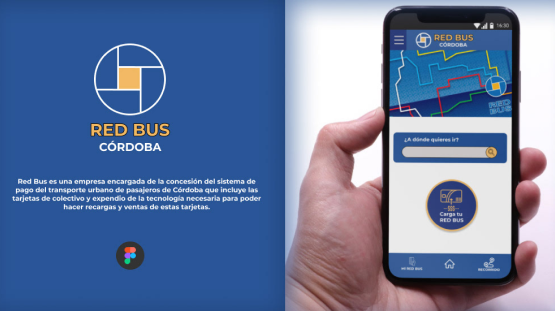 RED BUS
CÓRDOBA
Red Bus es una empresa encargada de la concesión del sistema de
pago del transporte urbano de pasajeros de Córdoba que incluye las
tarjetas de colectivo y expendio de la tecnología necesaria para poder
hacer recargas y ventas de estas tarjetas.
14:30
RED BUS
CÓRDOBA
RED
BUS
¿A dónde quieres ir?
Carga tu
RED BUS
MI RED BUS
RECORRIDO